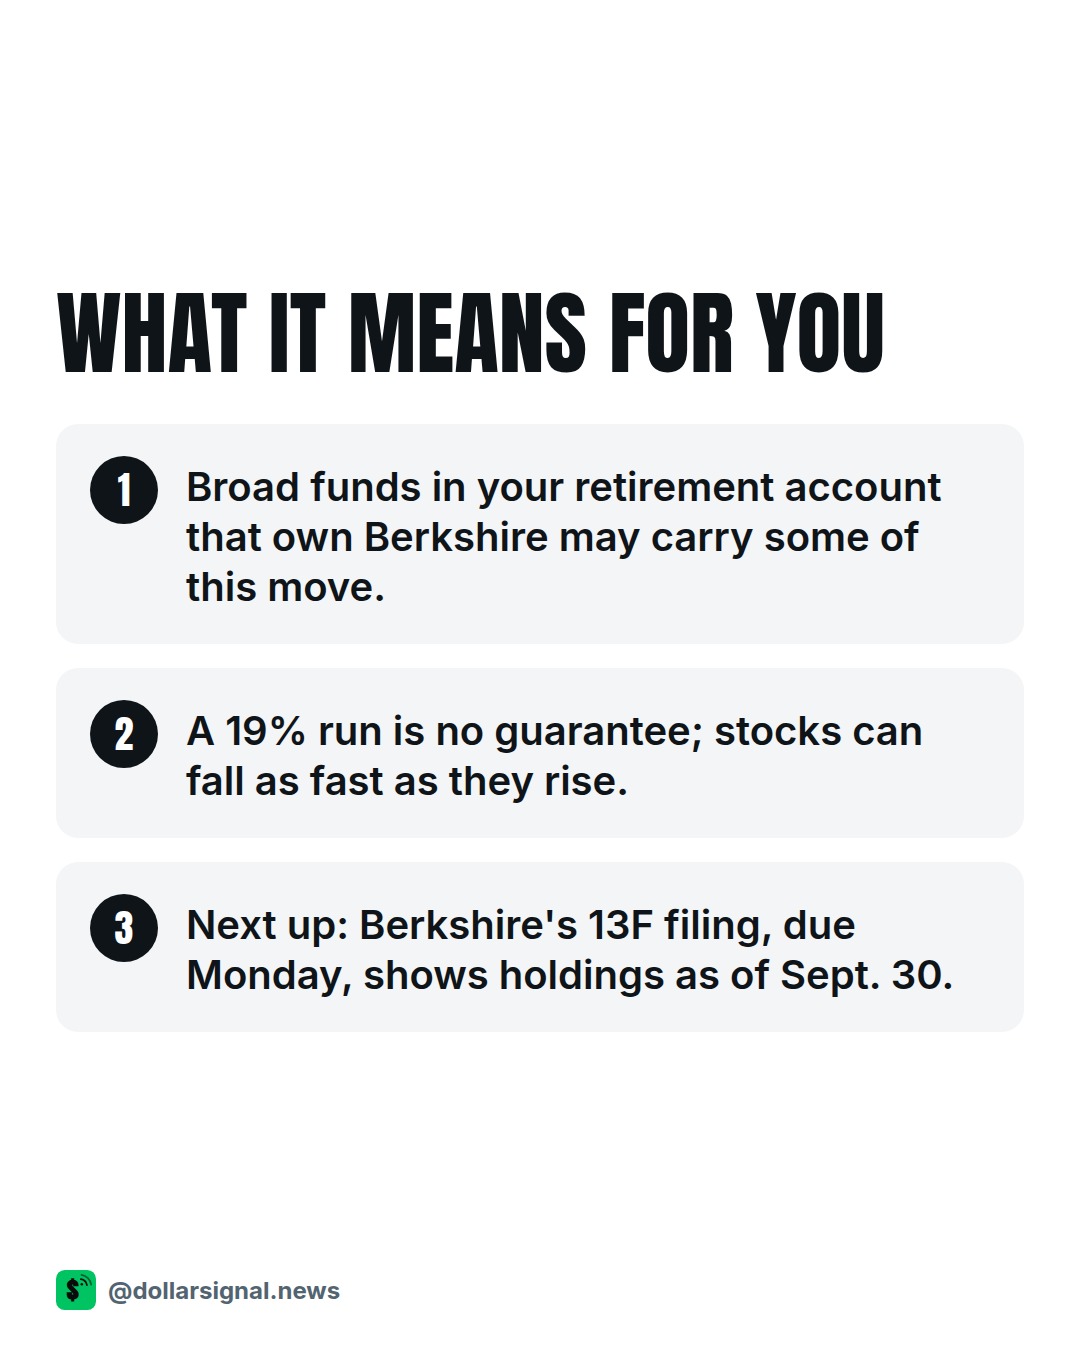 WHAT IT MEANS FOR YOU
1
Broad funds in your retirement account
that own Berkshire may carry some of
this move.
2
A 19% run is no guarantee; stocks can
fall as fast as they rise.
3
Next up: Berkshire's 13F filing, due
Monday, shows holdings as of Sept. 30.
$
@dollarsignal.news